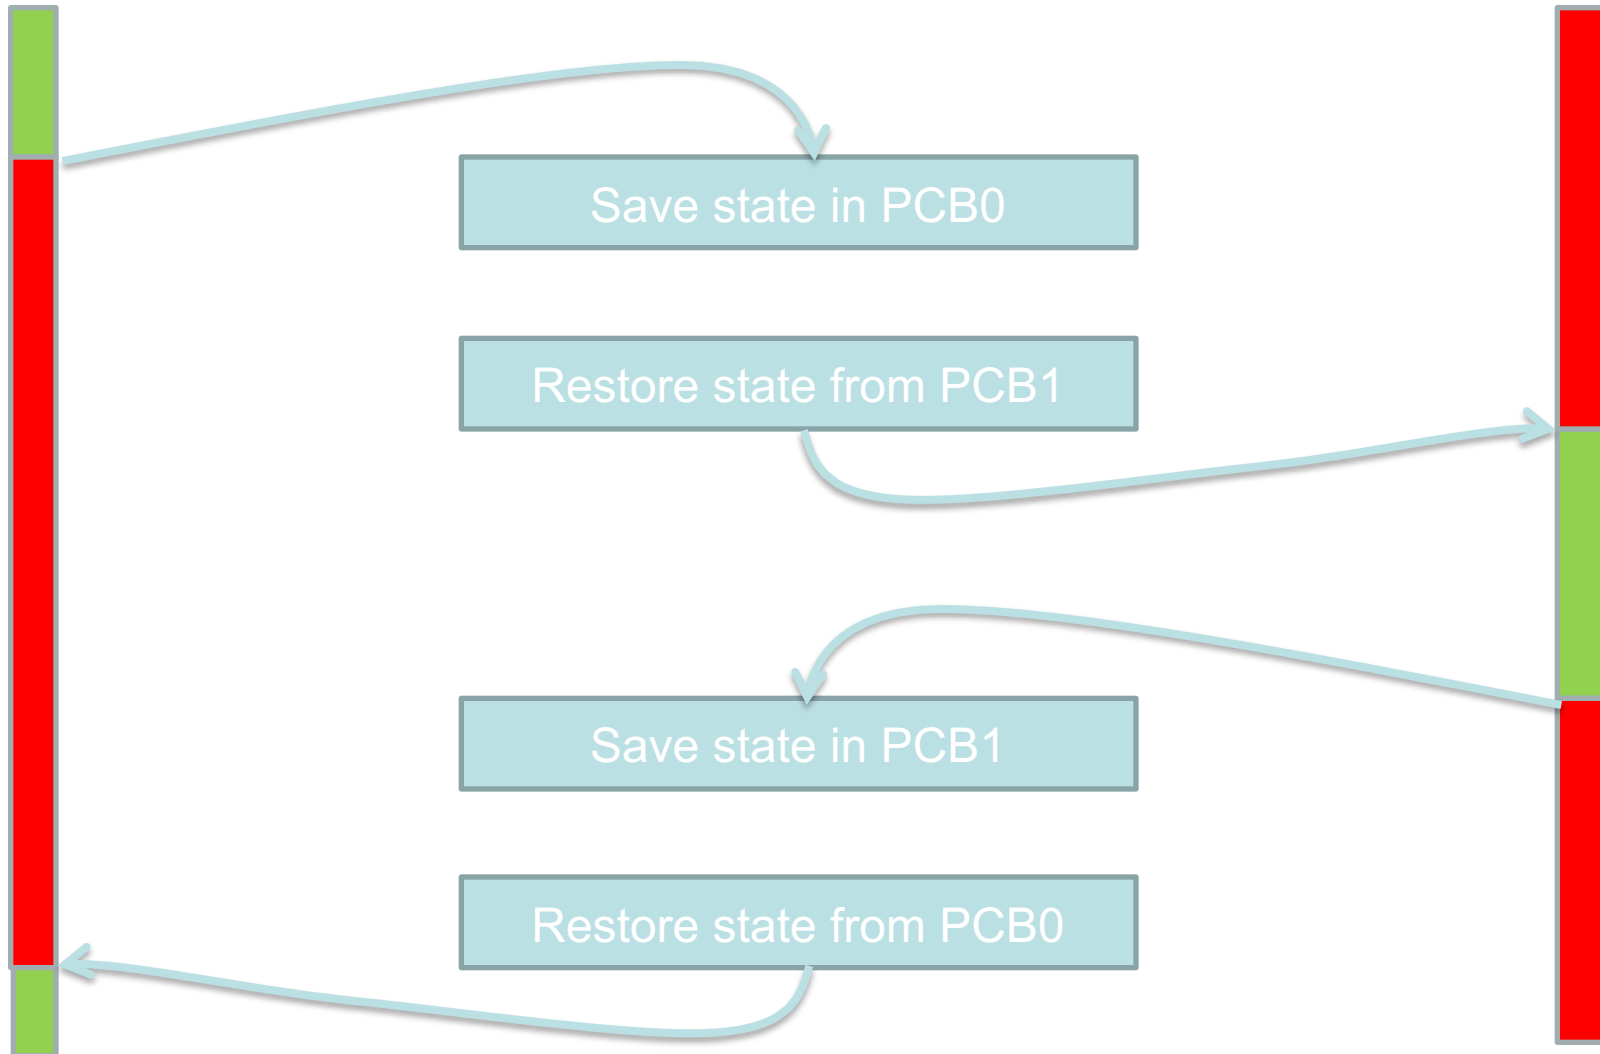 Save state in PCB0
Restore state from PCB1
Save state in PCB1
Restore state from PCB0